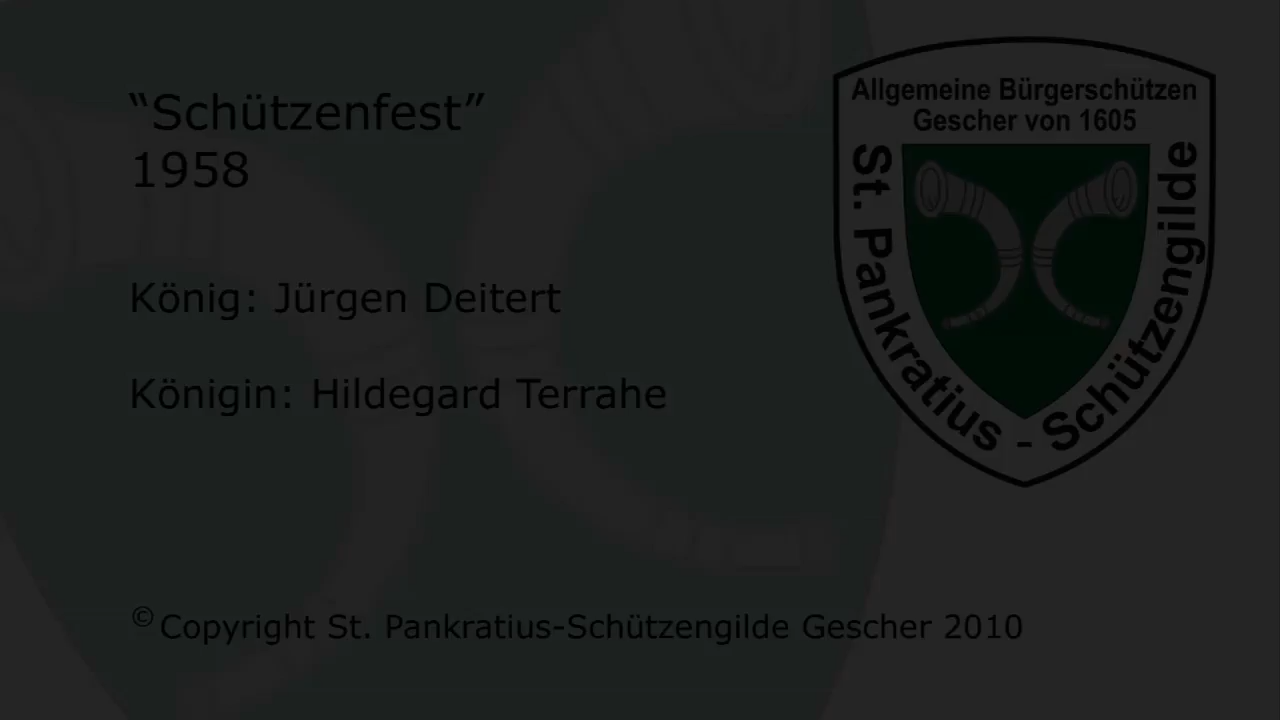 “Schützenfest”
1958
König: Jürgen Deitert
Königin: Hildegard Terrahe
Allgemeine Bürgerschützen
Gescher von 1605
St. Pankratius - Schützengilde
© Copyright St. Pankratius-Schützengilde Gescher 2010